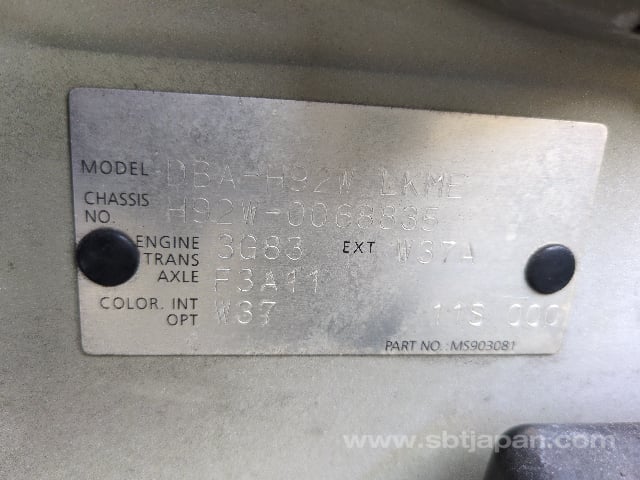 MODEL DBA-H92W LKME
CHASSIS NO. H92W-0068835
ENGINE 3G83 EXT W37A
TRANS AXLE F3A11
COLOR. INT OPT W37 11S 000
PART NO.: MS903081
www.sbtjapan.com